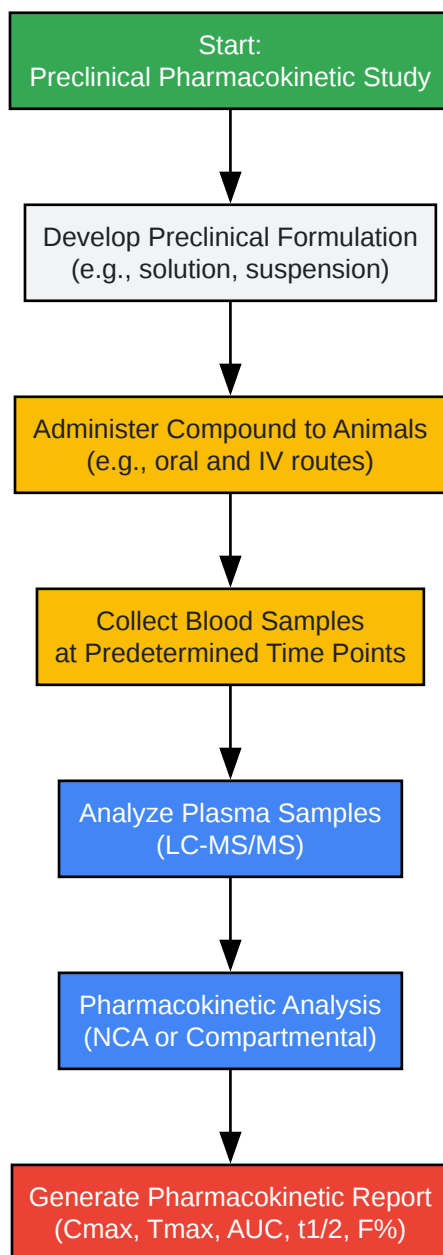 Start:
Preclinical Pharmacokinetic Study
Develop Preclinical Formulation
(e.g., solution, suspension)
Administer Compound to Animals
(e.g., oral and IV routes)
Collect Blood Samples
at Predetermined Time Points
Analyze Plasma Samples
(LC-MS/MS)
Pharmacokinetic Analysis
(NCA or Compartmental)
Generate Pharmacokinetic Report
(Cmax, Tmax, AUC, t1/2, F%)